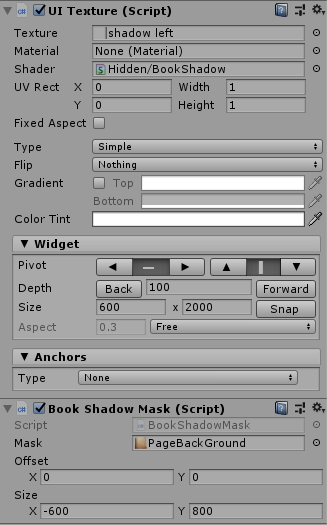 UI Texture (Script)
Texture shadow left
Material None (Material)
Shader Hidden/BookShadow
UV Rect X 0 Width 1
Y 0 Height 1
Fixed Aspect
Type Simple
Flip Nothing
Gradient Top
Bottom
Color Tint
▼ Widget
Pivot ◄ — ► ▲ | ▼
Depth Back 100 Forward
Size 600 x 2000 Snap
Aspect 0.3 Free
▼ Anchors
Type None
Book Shadow Mask (Script)
Script BookShadowMask
Mask PageBackGround
Offset
X 0 Y 0
Size
X -600 Y 800